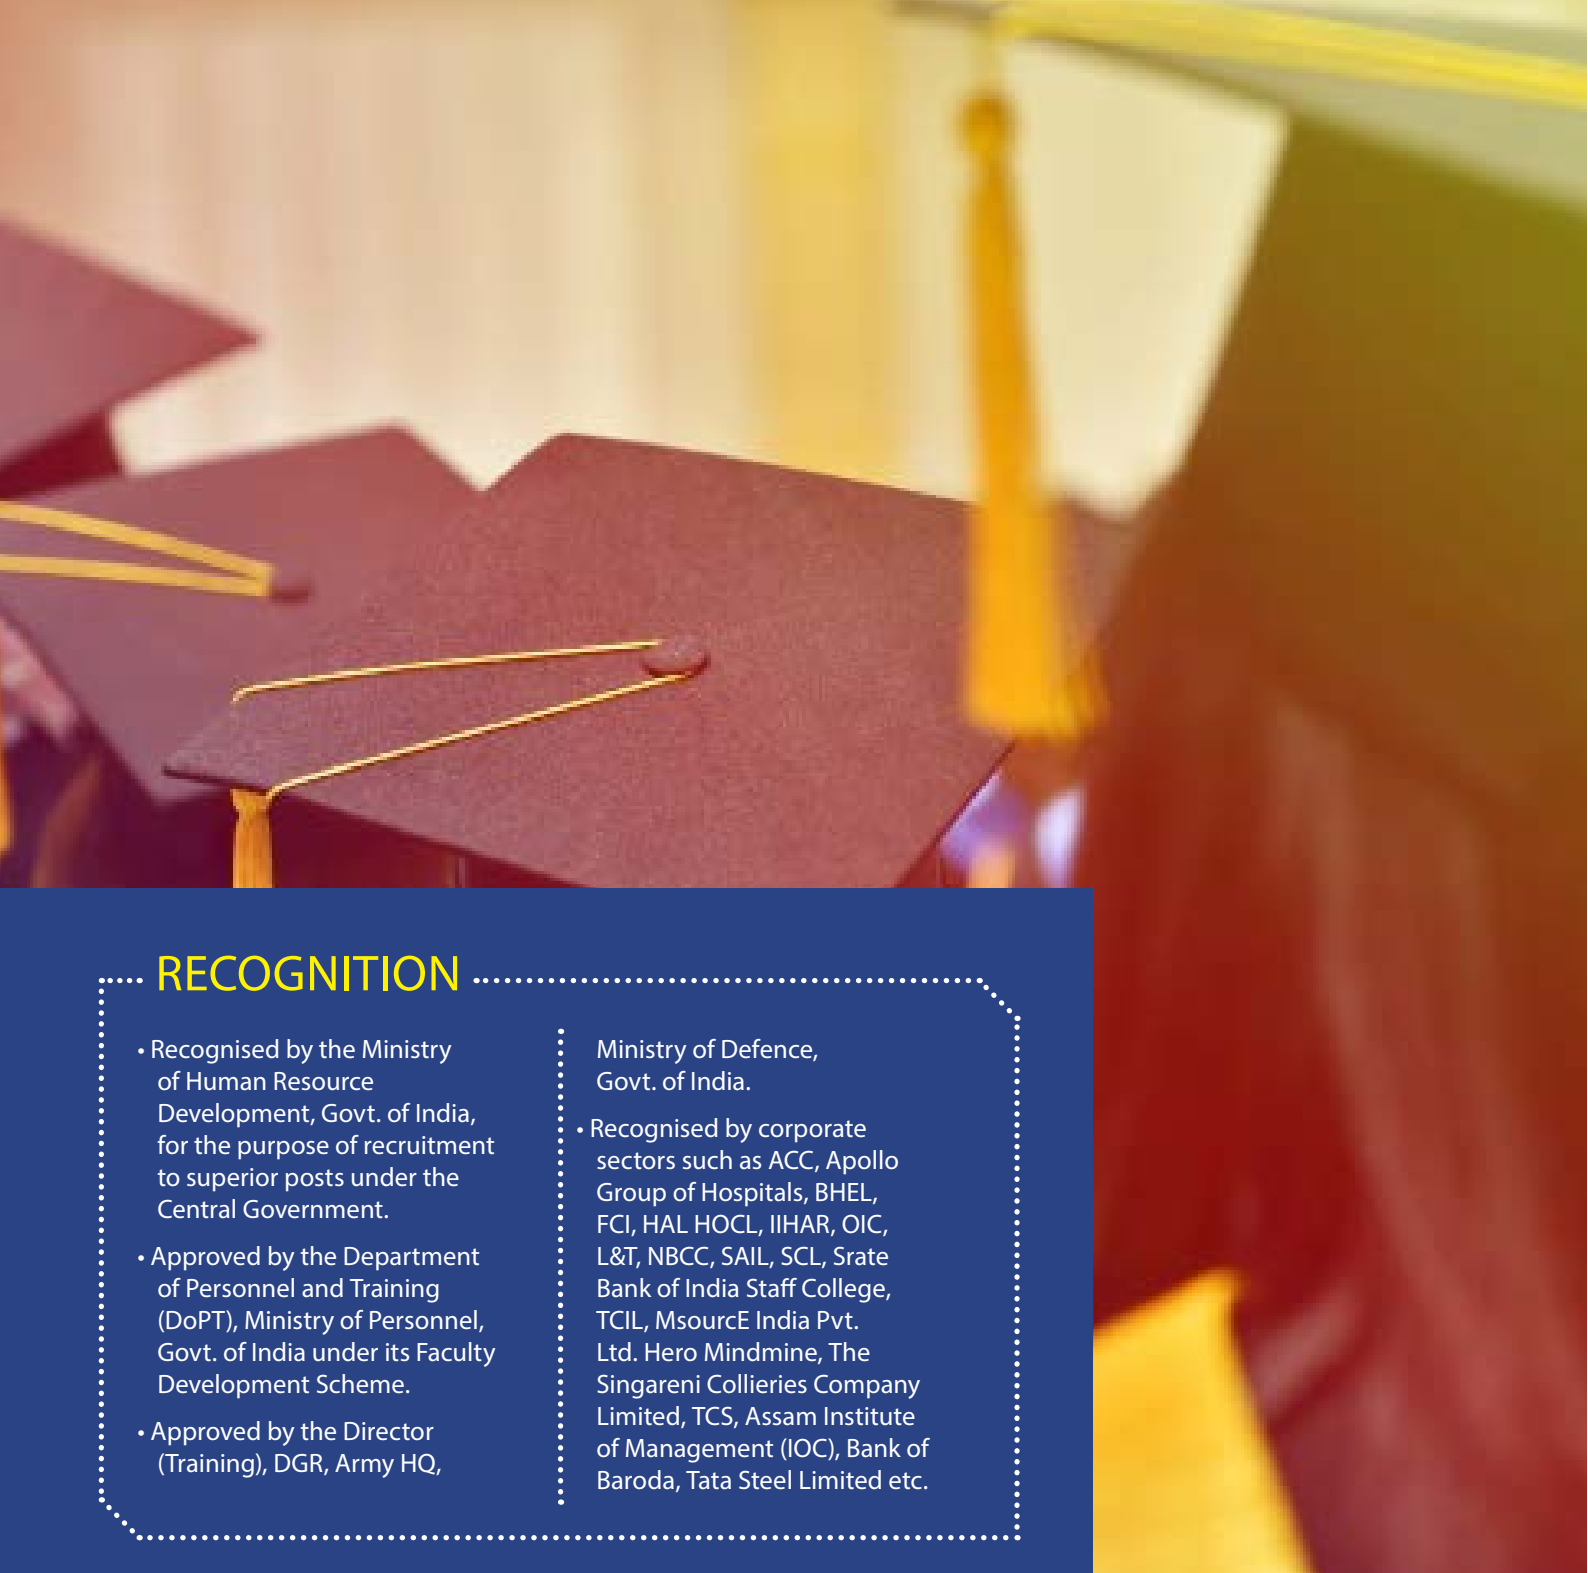 RECOGNITION
• Recognised by the Ministry
of Human Resource
Development, Govt. of India,
for the purpose of recruitment
to superior posts under the
Central Government.
• Approved by the Department
of Personnel and Training
(DoPT), Ministry of Personnel,
Govt. of India under its Faculty
Development Scheme.
• Approved by the Director
(Training), DGR, Army HQ,
Ministry of Defence,
Govt. of India.
• Recognised by corporate
sectors such as ACC, Apollo
Group of Hospitals, BHEL,
FCI, HAL HOCL, IIHAR, OIC,
L&T, NBCC, SAIL, SCL, Srate
Bank of India Staff College,
TCIL, MsourcE India Pvt.
Ltd. Hero Mindmine, The
Singareni Collieries Company
Limited, TCS, Assam Institute
of Management (IOC), Bank of
Baroda, Tata Steel Limited etc.